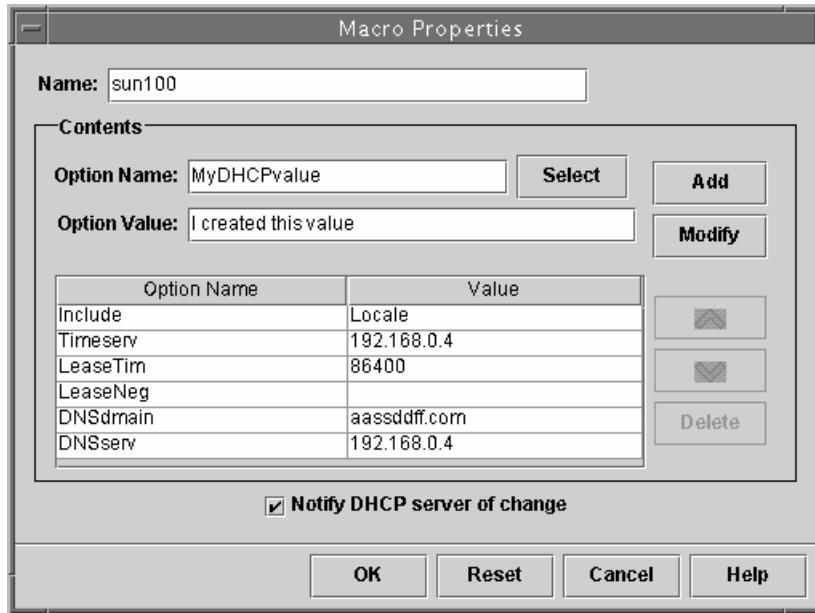 Macro Properties
Name: sun100
Contents
Option Name: MyDHCPvalue Select Add
Option Value: I created this value Modify
Option Name Value
Include Locale
Timeserv 192.168.0.4
LeaseTim 86400
LeaseNeg
DNSdmain aassddff.com
DNSserv 192.168.0.4
Delete
Notify DHCP server of change
OK Reset Cancel Help